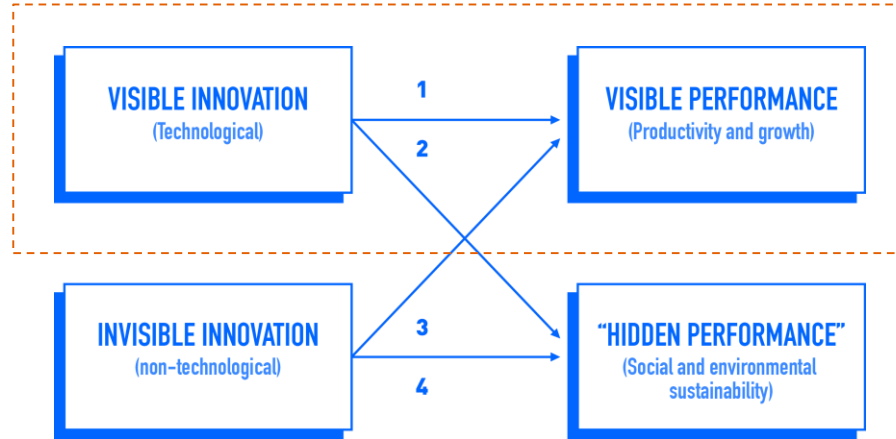 VISIBLE INNOVATION
(Technological)
1
2
VISIBLE PERFORMANCE
(Productivity and growth)
INVISIBLE INNOVATION
(non-technological)
3
4
“HIDDEN PERFORMANCE”
(Social and environmental
sustainability)